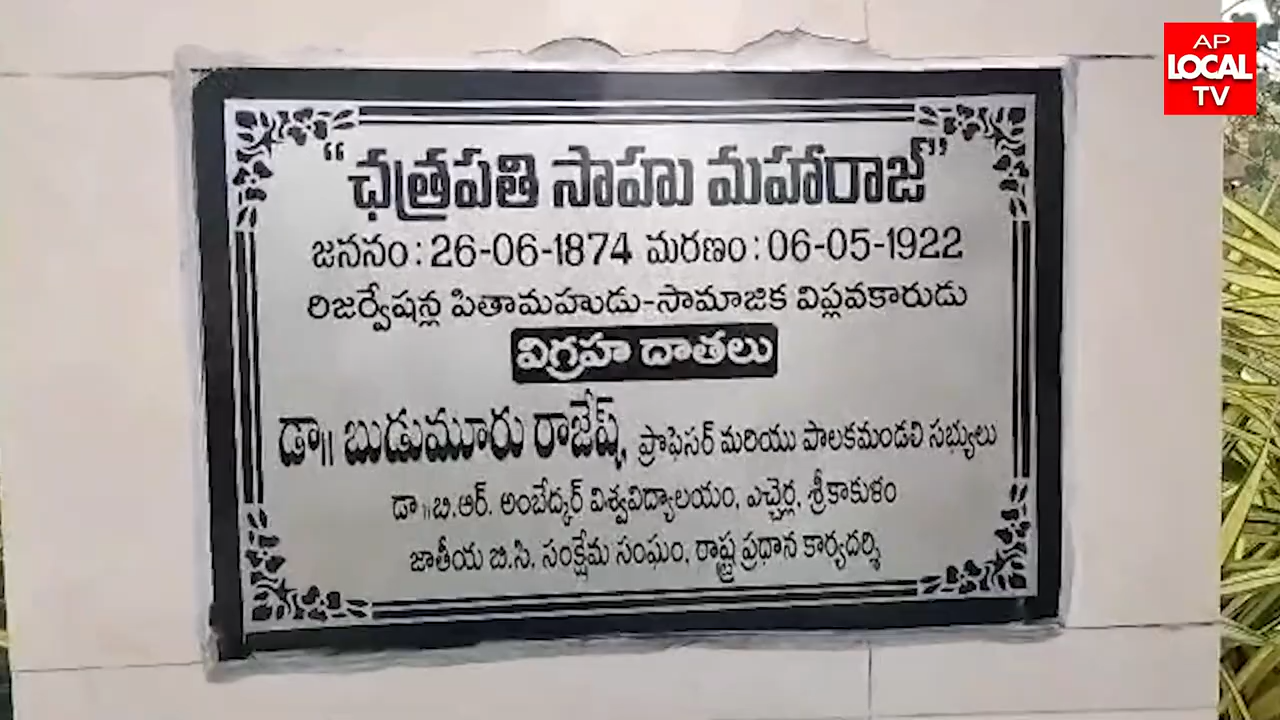 AP
LOCAL
TV
“ఛత్రపతి సాహు మహారాజ్”
జననం : 26-06-1874 మరణం : 06-05-1922
రిజర్వేషన్ల పితామహుడు-సామాజిక విప్లవకారుడు
విగ్రహ దాతలు
డా|| బుడుమూరు రాజేష్, ప్రొఫెసర్ మరియు పాలకమండలి సభ్యులు
డా||బి.ఆర్. అంబేద్కర్ విశ్వవిద్యాలయం, ఎచ్చెర్ల, శ్రీకాకుళం
జాతీయ బి.సి. సంక్షేమ సంఘం, రాష్ట్ర ప్రధాన కార్యదర్శి